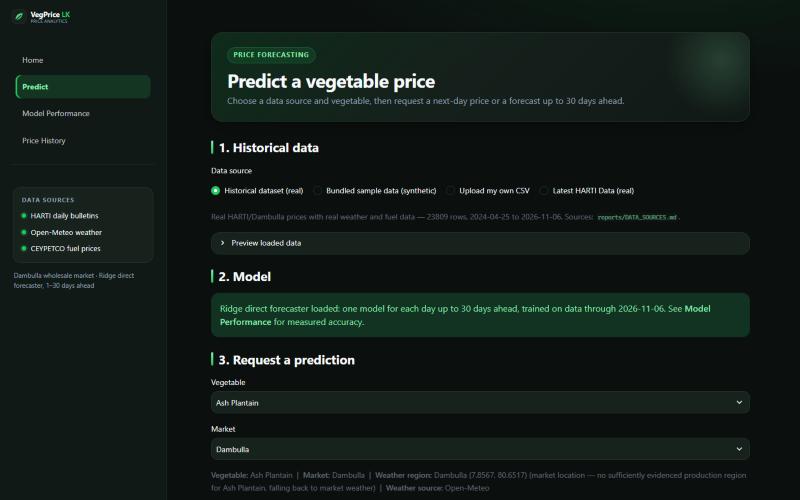 VegPrice LK
PRICE ANALYTICS
Home
Predict
Model Performance
Price History
DATA SOURCES
HARTI daily bulletins
Open-Meteo weather
CEYPETCO fuel prices
Dambulla wholesale market · Ridge direct
forecaster, 1–30 days ahead
PRICE FORECASTING
Predict a vegetable price
Choose a data source and vegetable, then request a next-day price or a forecast up to 30 days ahead.
1. Historical data
Data source
Historical dataset (real) Bundled sample data (synthetic) Upload my own CSV Latest HARTI Data (real)
Real HARTI/Dambulla prices with real weather and fuel data — 23809 rows, 2024-04-25 to 2026-11-06. Sources: reports/DATA_SOURCES.md.
Preview loaded data
2. Model
Ridge direct forecaster loaded: one model for each day up to 30 days ahead, trained on data through 2026-11-06. See Model
Performance for measured accuracy.
3. Request a prediction
Vegetable
Ash Plantain
Market
Dambulla
Vegetable: Ash Plantain | Market: Dambulla | Weather region: Dambulla (7.8567, 80.6517) (market location — no sufficiently evidenced production region
for Ash Plantain, falling back to market weather) | Weather source: Open-Meteo